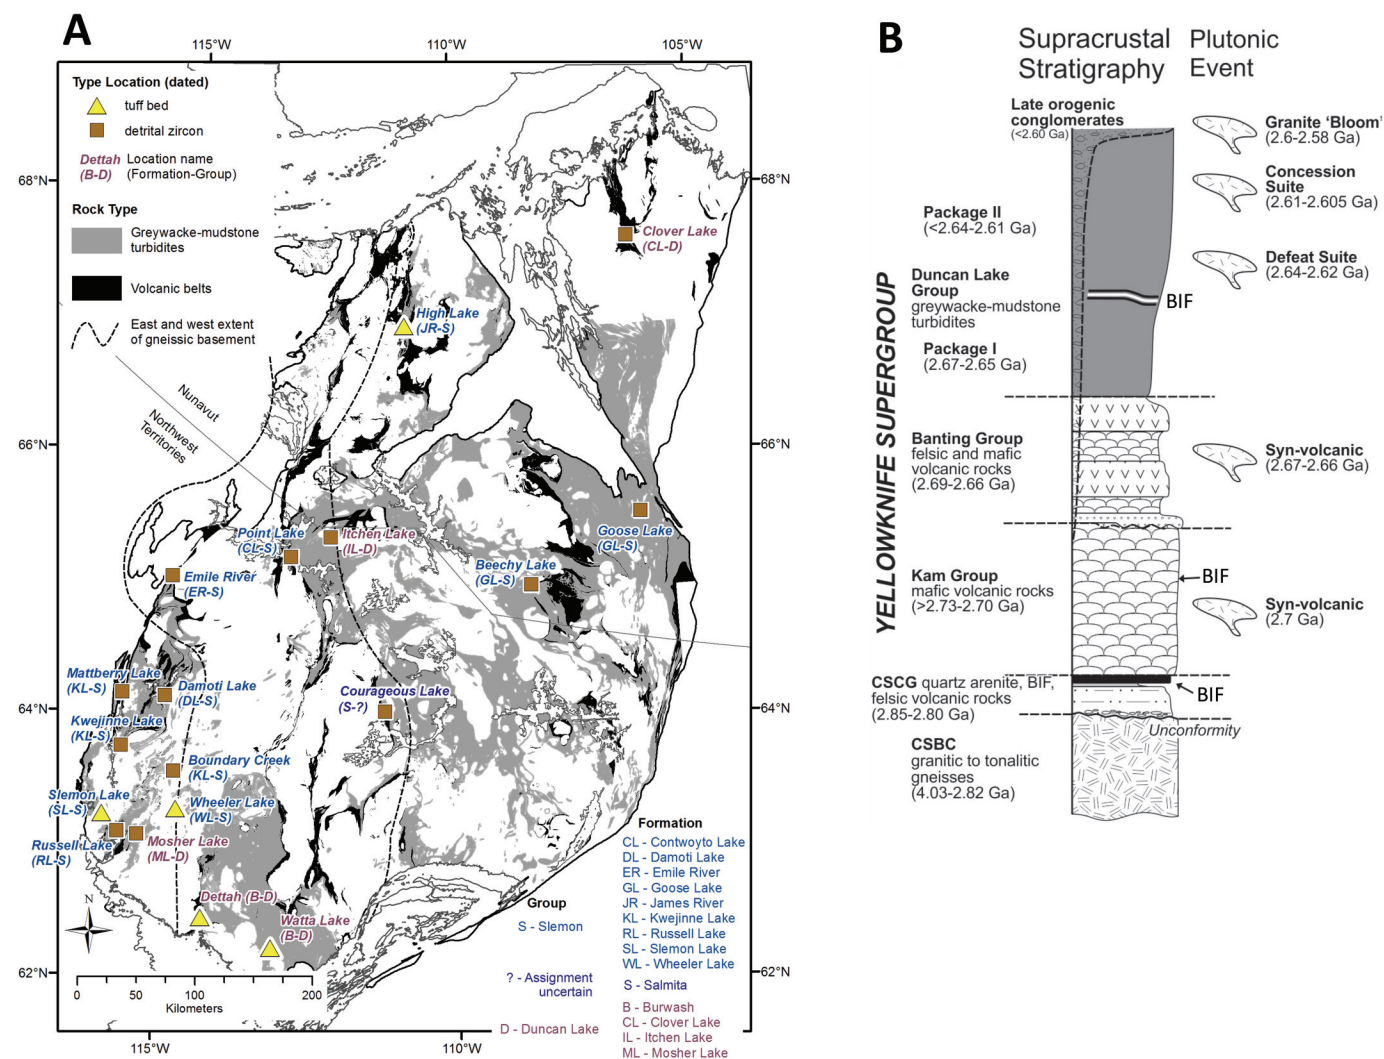 A
115°W
110°W
105°W
Type Location (dated)
tuff bed
detrital zircon
Dettah
(B-D)
Location name
(Formation-Group)
Rock Type
Greywacke-mudstone
turbidites
Volcanic belts
East and west extent
of gneissic basement
68°N
68°N
66°N
66°N
64°N
64°N
62°N
62°N
Nunavut
Northwest
Territories
Clover Lake
(CL-D)
High Lake
(JR-S)
Point Lake
(CL-S)
Itchen Lake
(IL-D)
Goose Lake
(GL-S)
Beechy Lake
(GL-S)
Emile River
(ER-S)
Mattberry Lake
(KL-S)
Damoti Lake
(DL-S)
Courageous Lake
(S-?)
Kwejinne Lake
(KL-S)
Boundary Creek
(KL-S)
Slemon Lake
(SL-S)
Wheeler Lake
(WL-S)
Russell Lake
(RL-S)
Mosher Lake
(ML-D)
Dettah (B-D)
Watta Lake
(B-D)
N
0 50 100 200
Kilometers
115°W
110°W
Group
S - Slemon
? - Assignment
uncertain
D - Duncan Lake
Formation
CL - Contwoyto Lake
DL - Damoti Lake
ER - Emile River
GL - Goose Lake
JR - James River
KL - Kwejinne Lake
RL - Russell Lake
SL - Slemon Lake
WL - Wheeler Lake
S - Salmita
B - Burwash
CL - Clover Lake
IL - Itchen Lake
ML - Mosher Lake
B
Supracrustal
Stratigraphy
Plutonic
Event
YELLOWKNIFE SUPERGROUP
Late orogenic
conglomerates
(<2.60 Ga)
Package II
(<2.64-2.61 Ga)
Duncan Lake
Group
greywacke-mudstone
turbidites
Package I
(2.67-2.65 Ga)
Banting Group
felsic and mafic
volcanic rocks
(2.69-2.66 Ga)
Kam Group
mafic volcanic rocks
(>2.73-2.70 Ga)
CSCG quartz arenite, BIF,
felsic volcanic rocks
(2.85-2.80 Ga)
CSBC
granitic to tonalitic
gneisses
(4.03-2.82 Ga)
BIF
BIF
BIF
Unconformity
Granite ‘Bloom’
(2.6-2.58 Ga)
Concession
Suite
(2.61-2.605 Ga)
Defeat Suite
(2.64-2.62 Ga)
Syn-volcanic
(2.67-2.66 Ga)
Syn-volcanic
(2.7 Ga)